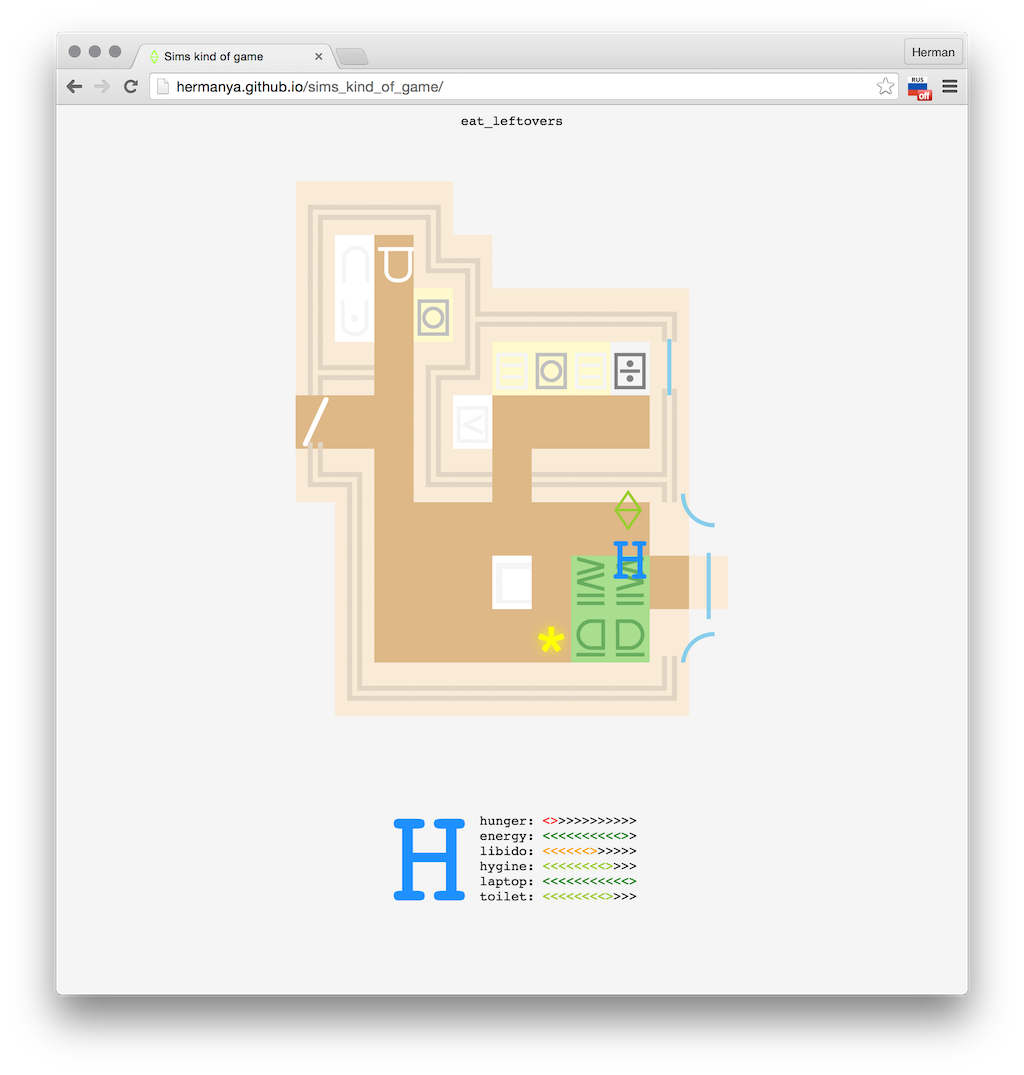 Sims kind of game
Herman
hermanya.github.io/sims_kind_of_game/
RUS
off
eat_leftovers
H
H
hunger: <>>>>>>>>>>>
energy: <<<<<<<<<<>>
libido: <<<<<<>>>>>>
hygine: <<<<<<<<>>>>
laptop: <<<<<<<<<<<>
toilet: <<<<<<<<>>>>